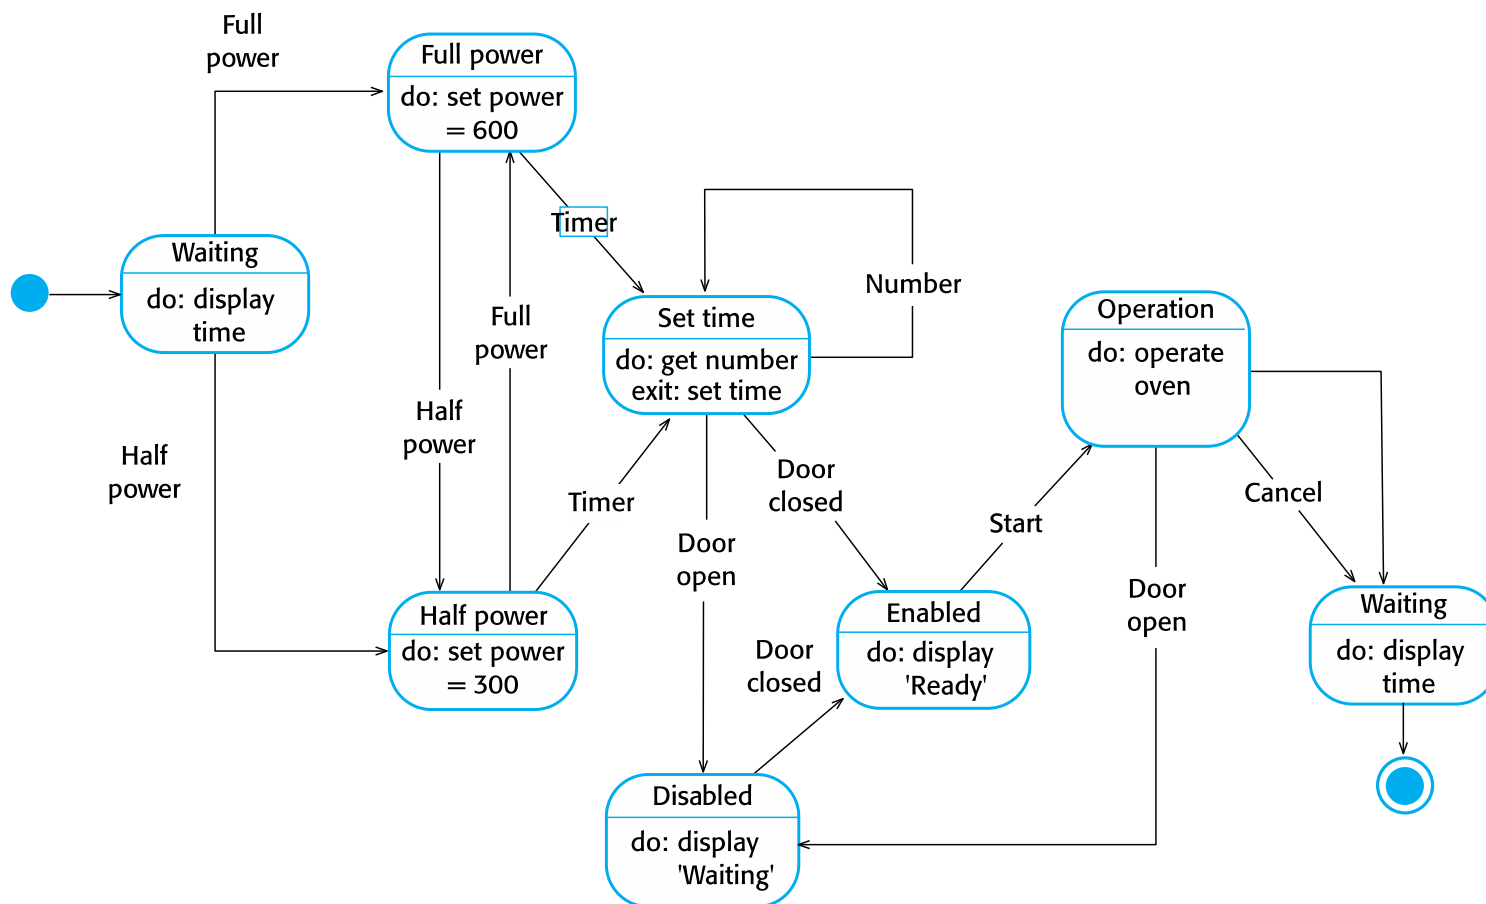 Full
power
Full power
do: set power
= 600
Timer
Waiting
do: display
time
Number
Full
power
Set time
do: get number
exit: set time
Operation
do: operate
oven
Half
power
Half
power
Door
closed
Timer
Cancel
Start
Door
open
Door
open
Half power
do: set power
= 300
Enabled
do: display
'Ready'
Door
closed
Waiting
do: display
time
Disabled
do: display
'Waiting'